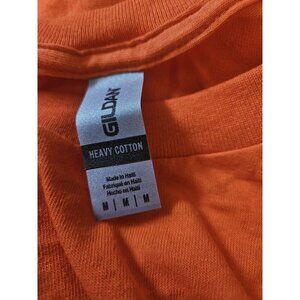 GILDAN
HEAVY COTTON
Made in Haiti
Fabriqué en Haïti
Hecho en Haití
M | M | M